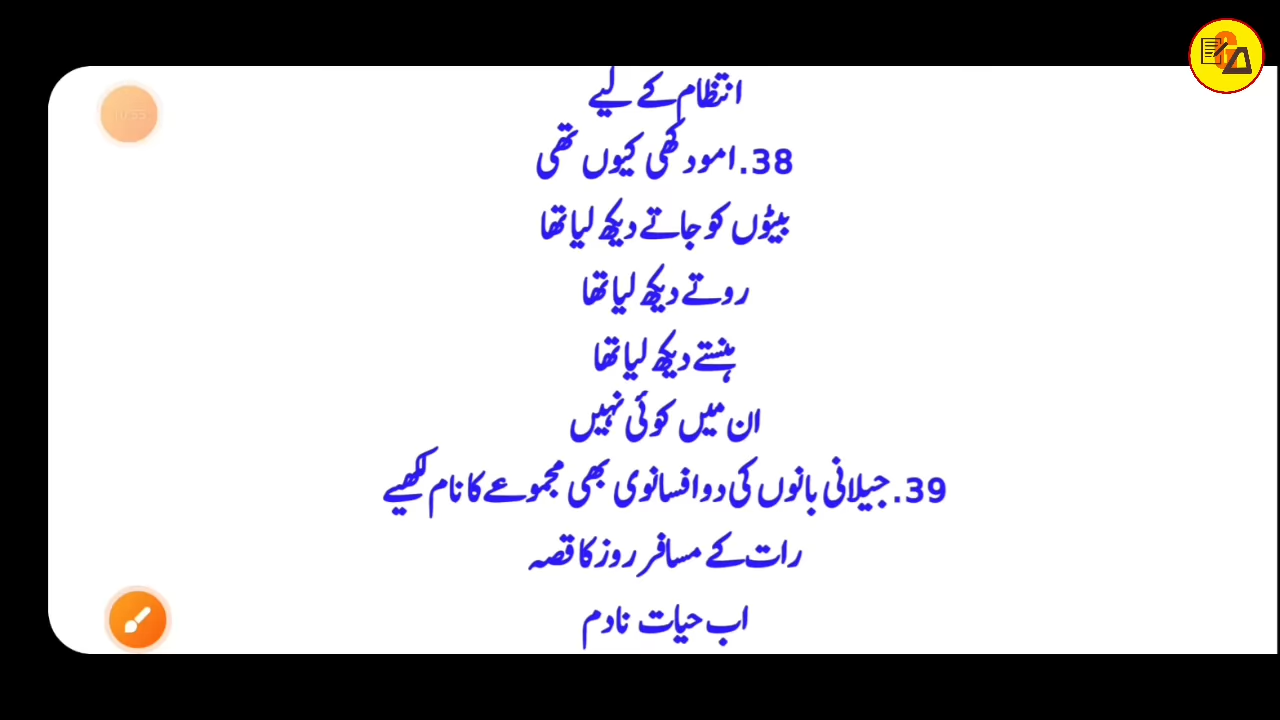 انتظام کے لیے
38. امو دکھی کیوں تھی
بیٹوں کو جاتے دیکھ لیا تھا
روتے دیکھ لیا تھا
ہنستے دیکھ لیا تھا
ان میں کوئی نہیں
39. جیلانی بانوں کی دو افسانوی بھی مجموعے کا نام لکھیے
رات کے مسافر روز کا قصہ
اب حیات نادم